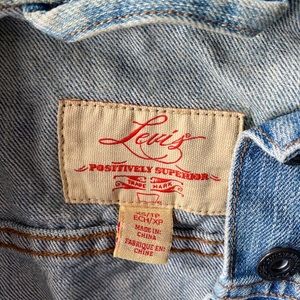 Levi's
POSITIVELY SUPERIOR
TRADE MARK
XS/TP
ECH/XP
MADE IN:
CHINA
FABRIQUÉ EN:
CHINE